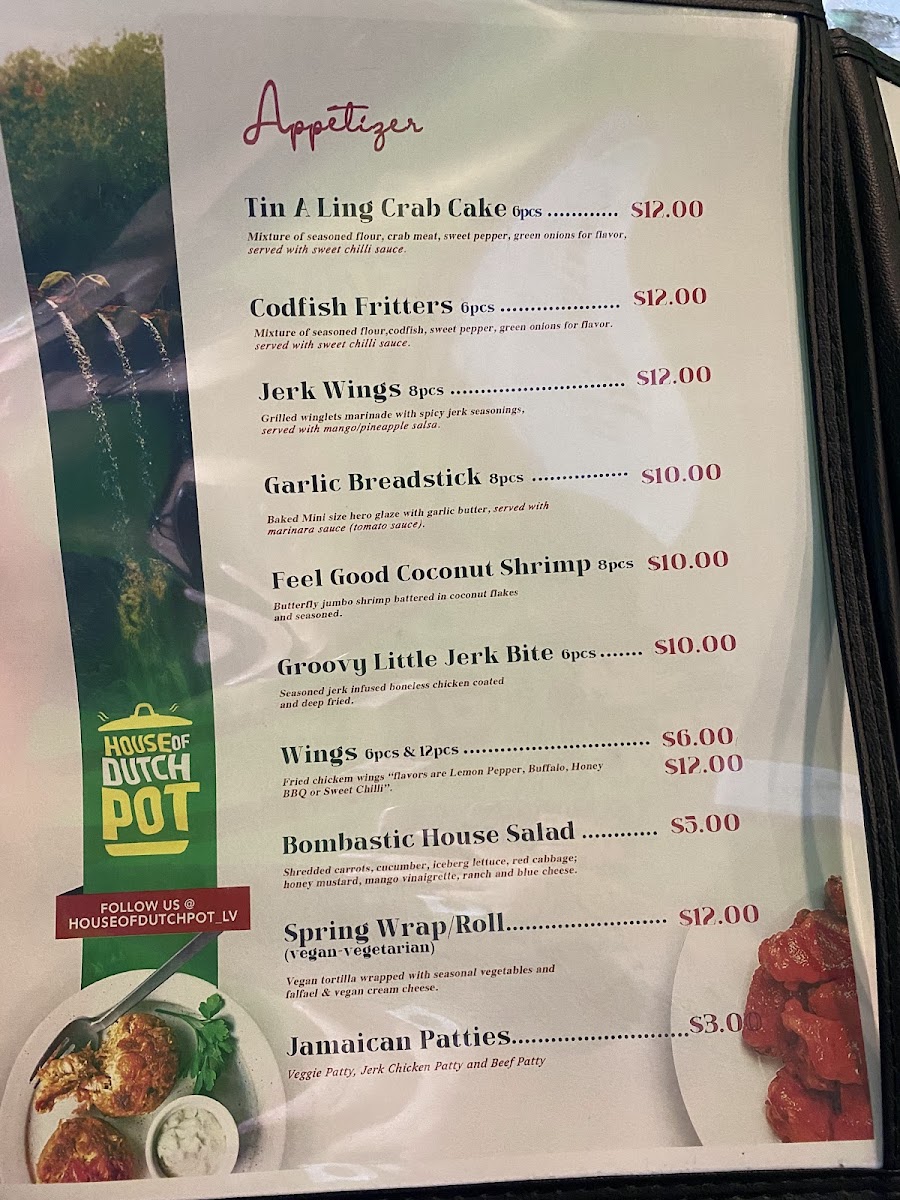 Appetizer
Tin A Ling Crab Cake 6pcs ............ $12.00
Mixture of seasoned flour, crab meat, sweet pepper, green onions for flavor,
served with sweet chilli sauce.
Codfish Fritters 6pcs .................... $12.00
Mixture of seasoned flour,codfish, sweet pepper, green onions for flavor.
served with sweet chilli sauce.
Jerk Wings 8pcs ............................. $12.00
Grilled winglets marinade with spicy jerk seasonings,
served with mango/pineapple salsa.
Garlic Breadstick 8pcs ................ $10.00
Baked Mini size hero glaze with garlic butter, served with
marinara sauce (tomato sauce).
Feel Good Coconut Shrimp 8pcs $10.00
Butterfly jumbo shrimp battered in coconut flakes
and seasoned.
Groovy Little Jerk Bite 6pcs....... $10.00
Seasoned jerk infused boneless chicken coated
and deep fried.
Wings 6pcs & 12pcs ............................... $6.00
$12.00
Fried chickem wings "flavors are Lemon Pepper, Buffalo, Honey
BBQ or Sweet Chilli".
Bombastic House Salad ............ $5.00
Shredded carrots, cucumber, iceberg lettuce, red cabbage;
honey mustard, mango vinaigrette, ranch and blue cheese.
Spring Wrap/Roll.......................... $12.00
(vegan-vegetarian)
Vegan tortilla wrapped with seasonal vegetables and
falfael & vegan cream cheese.
Jamaican Patties.............................$3.00
Veggie Patty, Jerk Chicken Patty and Beef Patty
HOUSE OF
DUTCH
POT
FOLLOW US @
HOUSEOFDUTCHPOT_LV